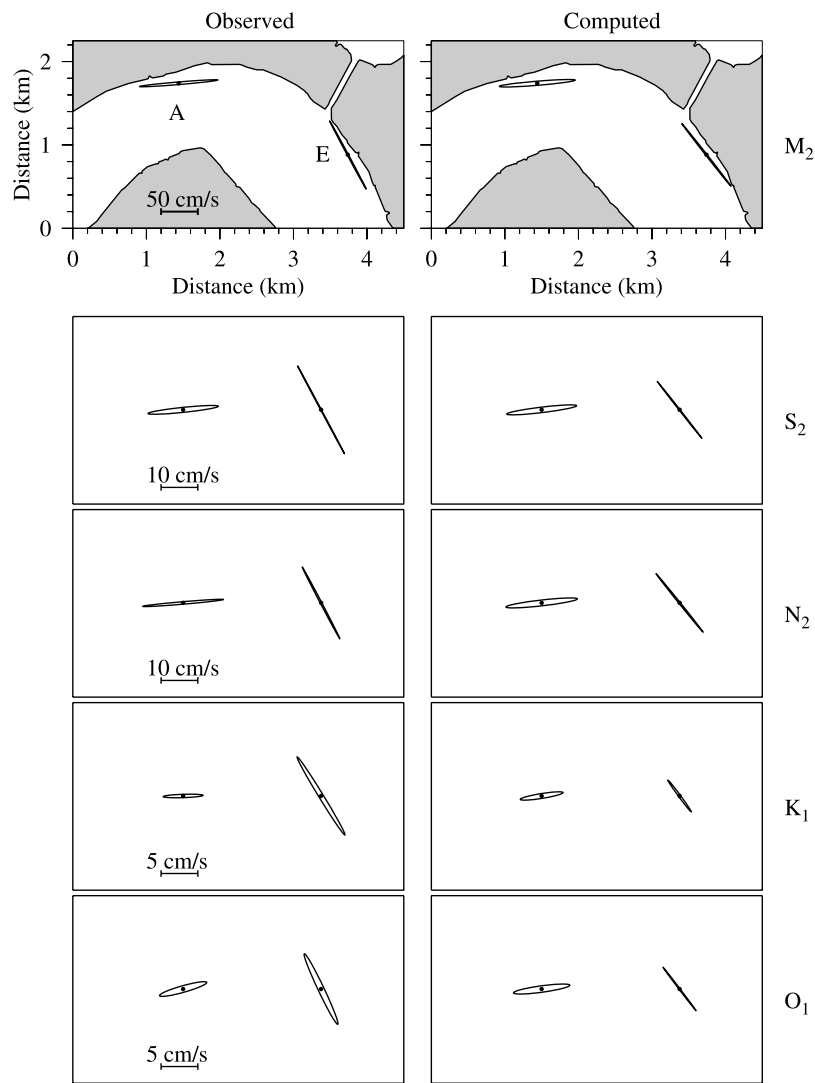 Observed
Computed
2
1
0
Distance (km)
A
E
50 cm/s
M₂
0 1 2 3 4
0 1 2 3 4
Distance (km)
Distance (km)
S₂
10 cm/s
N₂
10 cm/s
K₁
5 cm/s
O₁
5 cm/s